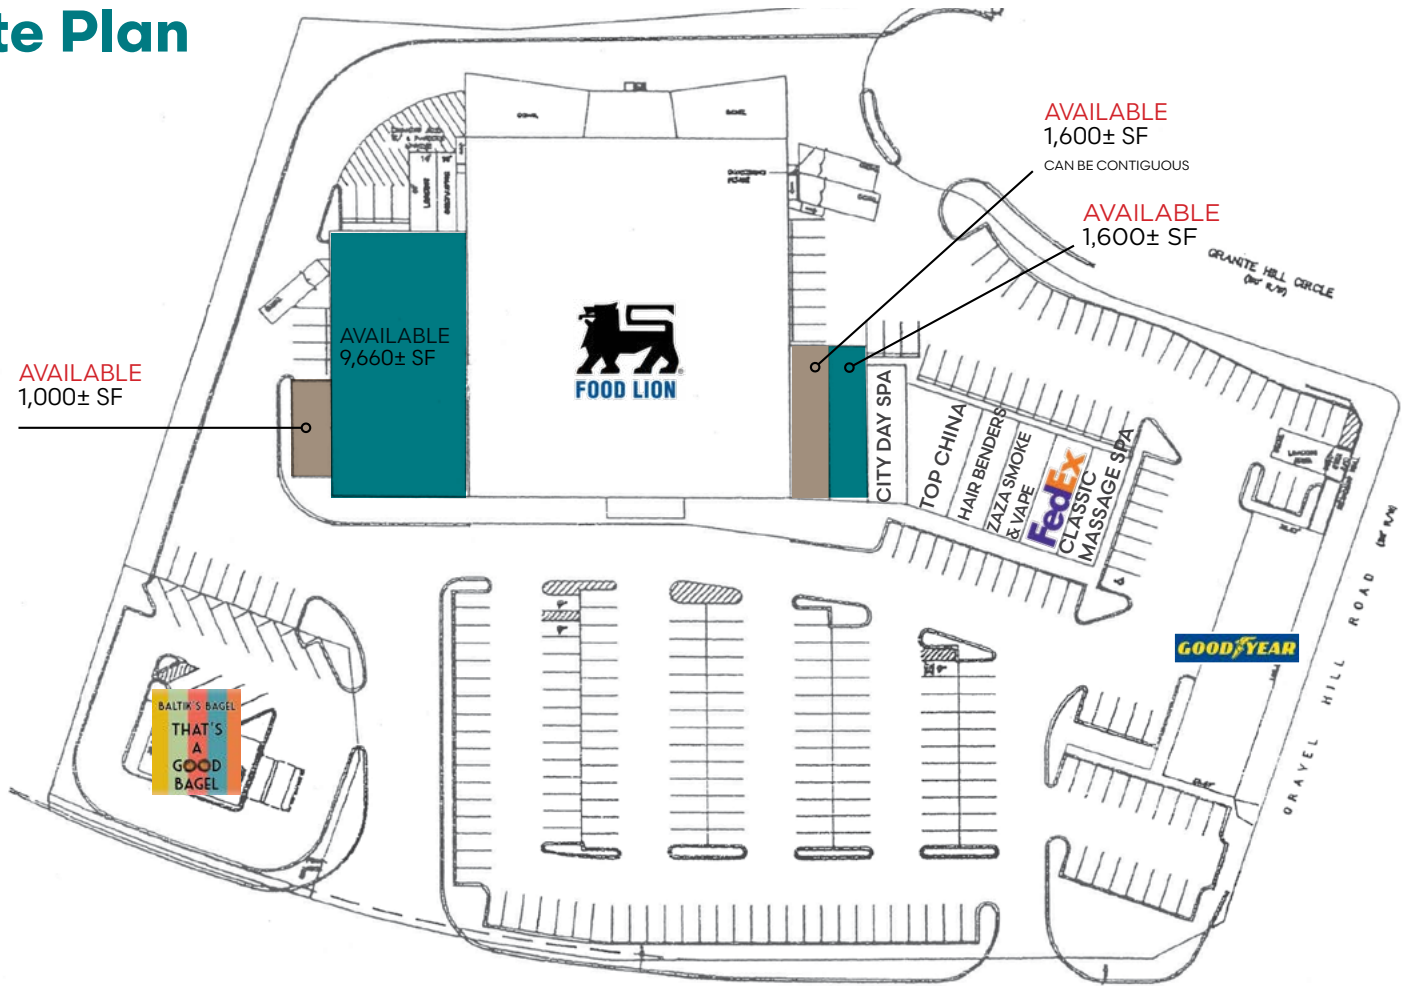 te Plan
AVAILABLE
1,600± SF
CAN BE CONTIGUOUS
AVAILABLE
1,600± SF
GRANITE HILL CIRCLE
AVAILABLE
9,660± SF
AVAILABLE
1,000± SF
FOOD LION
CITY DAY SPA
TOP CHINA
HAIR BENDERS
ZAZA SMOKE
& VAPE
FedEx
CLASSIC
MASSAGE SPA
GOODYEAR
GRAVEL HILL ROAD
BALTIK'S BAGEL
THAT'S
A
GOOD
BAGEL